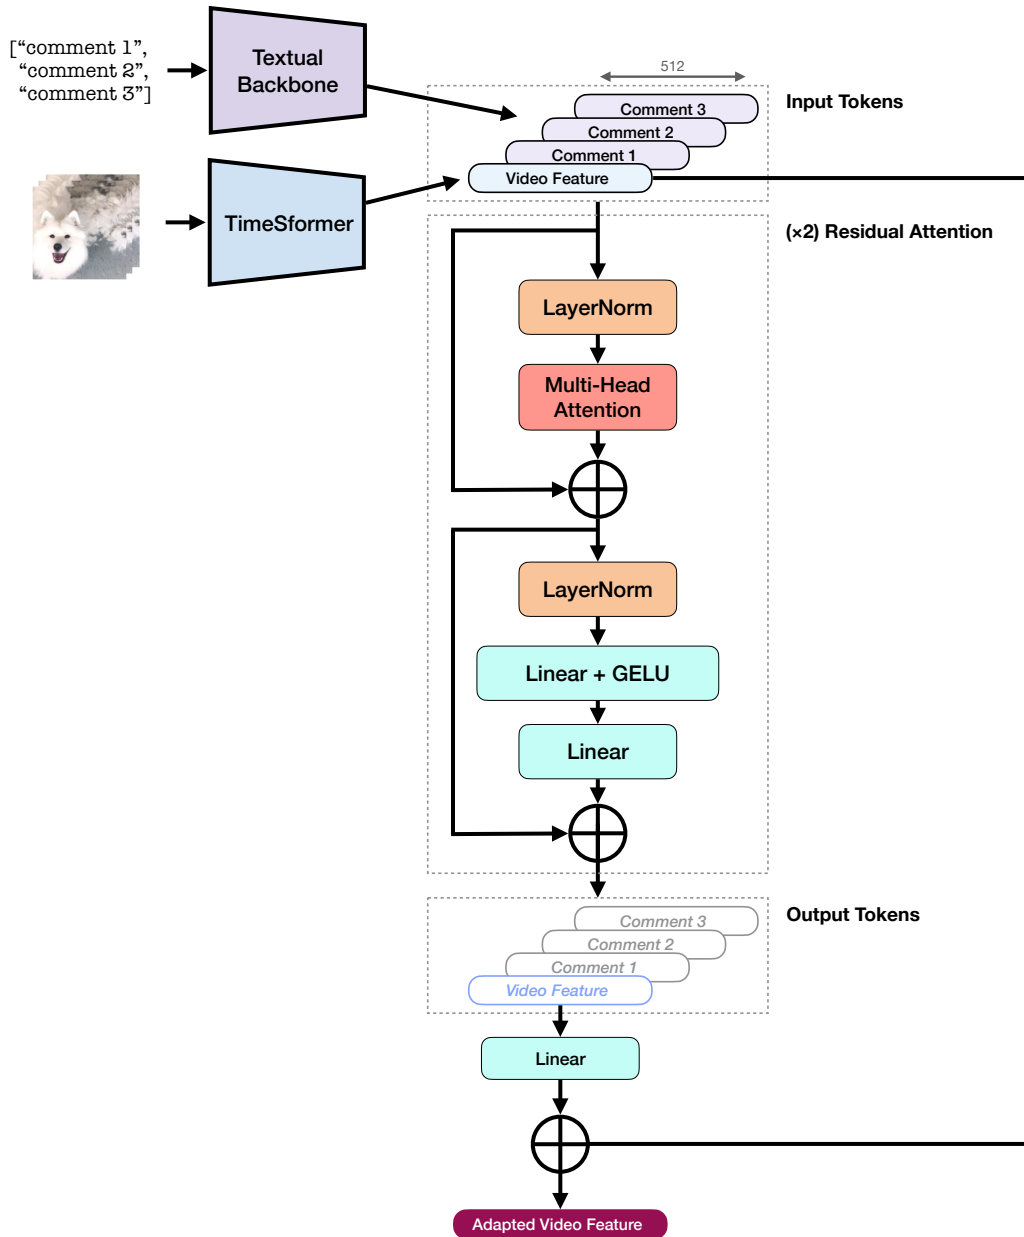 [“comment 1”,
“comment 2”,
“comment 3”]
Textual
Backbone
512
Comment 3
Comment 2
Comment 1
Video Feature
Input Tokens
TimeSformer
(×2) Residual Attention
LayerNorm
Multi-Head
Attention
LayerNorm
Linear + GELU
Linear
Output Tokens
Comment 3
Comment 2
Comment 1
Video Feature
Linear
Adapted Video Feature